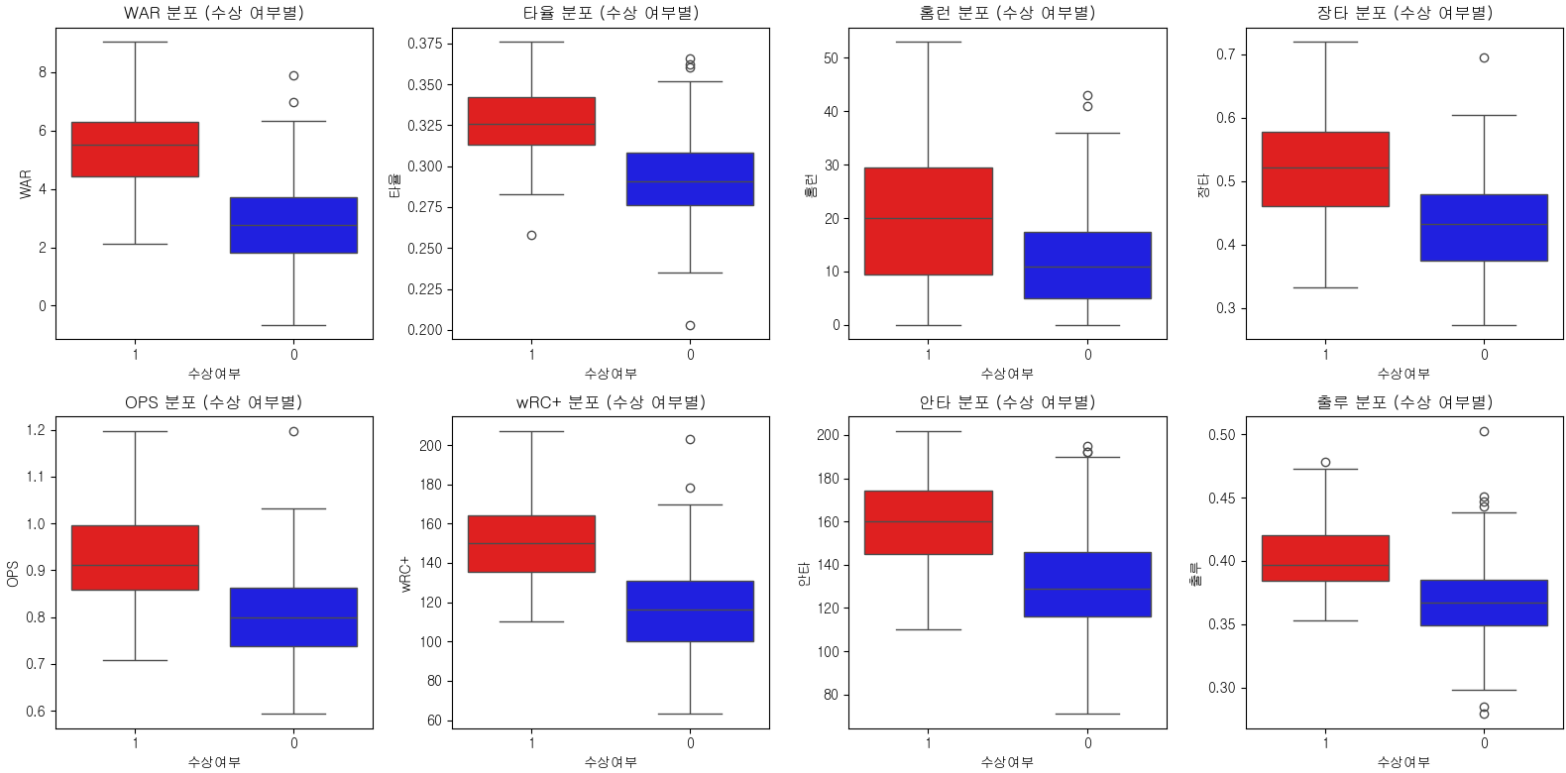 WAR 분포 (수상 여부별)
8
6
4
2
0
WAR
1
0
수상여부
타율 분포 (수상 여부별)
0.375
0.350
0.325
0.300
0.275
0.250
0.225
0.200
타율
1
0
수상여부
홈런 분포 (수상 여부별)
50
40
30
20
10
0
홈런
1
0
수상여부
장타 분포 (수상 여부별)
0.7
0.6
0.5
0.4
0.3
장타
1
0
수상여부
OPS 분포 (수상 여부별)
1.2
1.1
1.0
0.9
0.8
0.7
0.6
OPS
1
0
수상여부
wRC+ 분포 (수상 여부별)
200
180
160
140
120
100
80
60
wRC+
1
0
수상여부
안타 분포 (수상 여부별)
200
180
160
140
120
100
80
안타
1
0
수상여부
출루 분포 (수상 여부별)
0.50
0.45
0.40
0.35
0.30
출루
1
0
수상여부